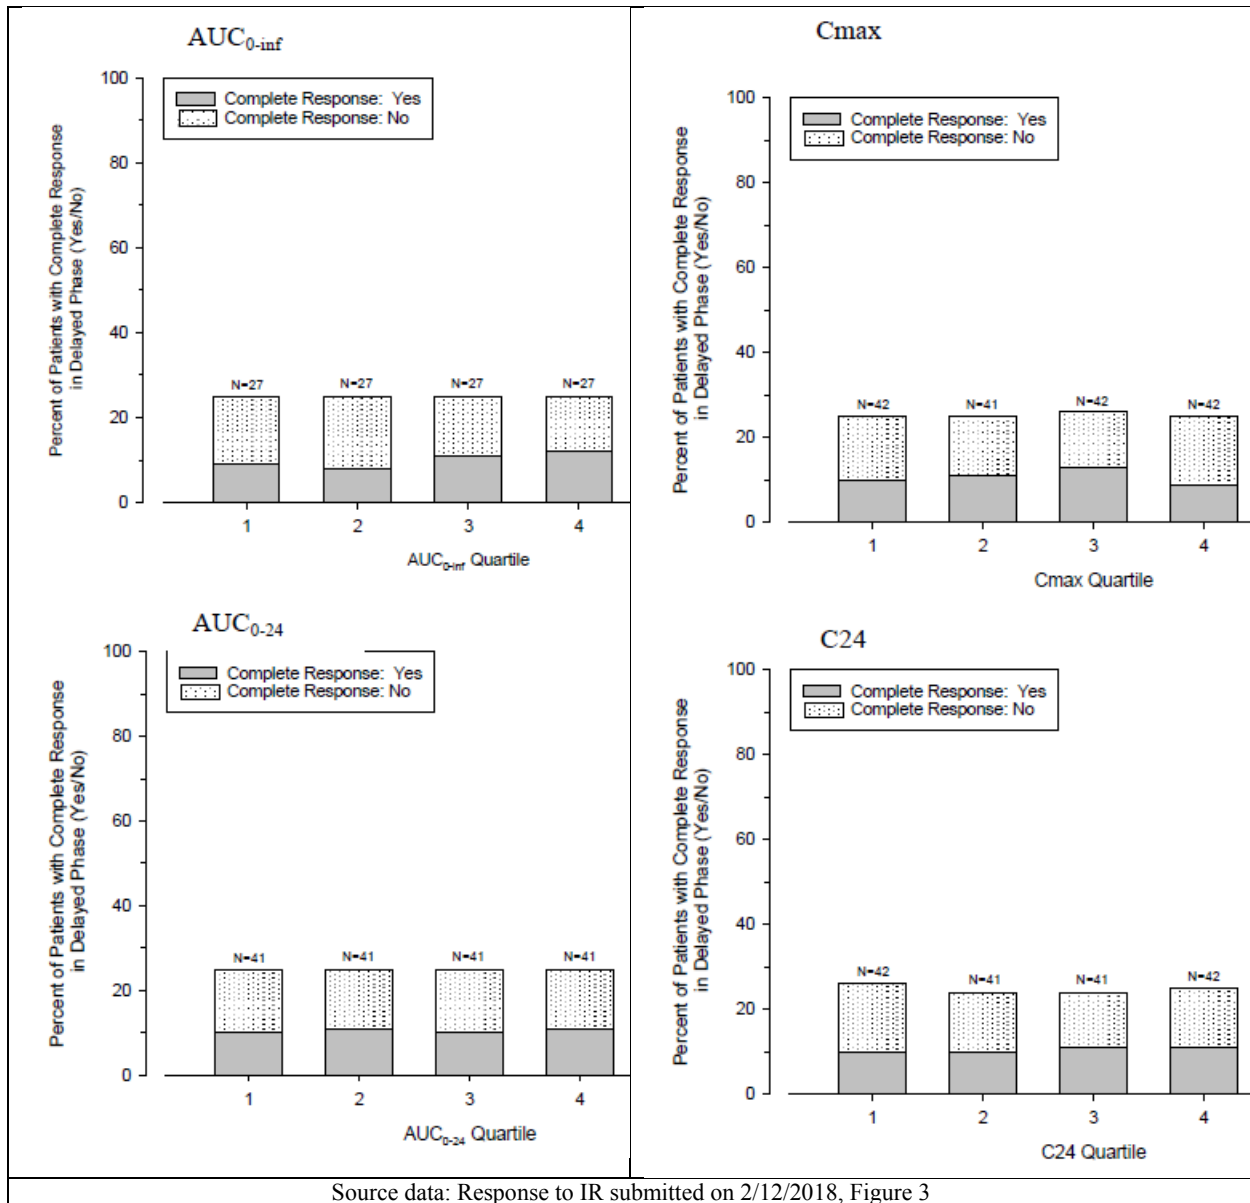 AUC0-inf
100
80
60
40
20
0
Percent of Patients with Complete Response
in Delayed Phase (Yes/No)
Complete Response: Yes
Complete Response: No
N=27
N=27
N=27
N=27
1
2
3
4
AUC0-inf Quartile
Cmax
100
80
60
40
20
0
Percent of Patients with Complete Response
in Delayed Phase (Yes/No)
Complete Response: Yes
Complete Response: No
N=42
N=41
N=42
N=42
1
2
3
4
Cmax Quartile
AUC0-24
100
80
60
40
20
0
Percent of Patients with Complete Response
in Delayed Phase (Yes/No)
Complete Response: Yes
Complete Response: No
N=41
N=41
N=41
N=41
1
2
3
4
AUC0-24 Quartile
C24
100
80
60
40
20
0
Percent of Patients with Complete Response
in Delayed Phase (Yes/No)
Complete Response: Yes
Complete Response: No
N=42
N=41
N=41
N=42
1
2
3
4
C24 Quartile
Source data: Response to IR submitted on 2/12/2018, Figure 3